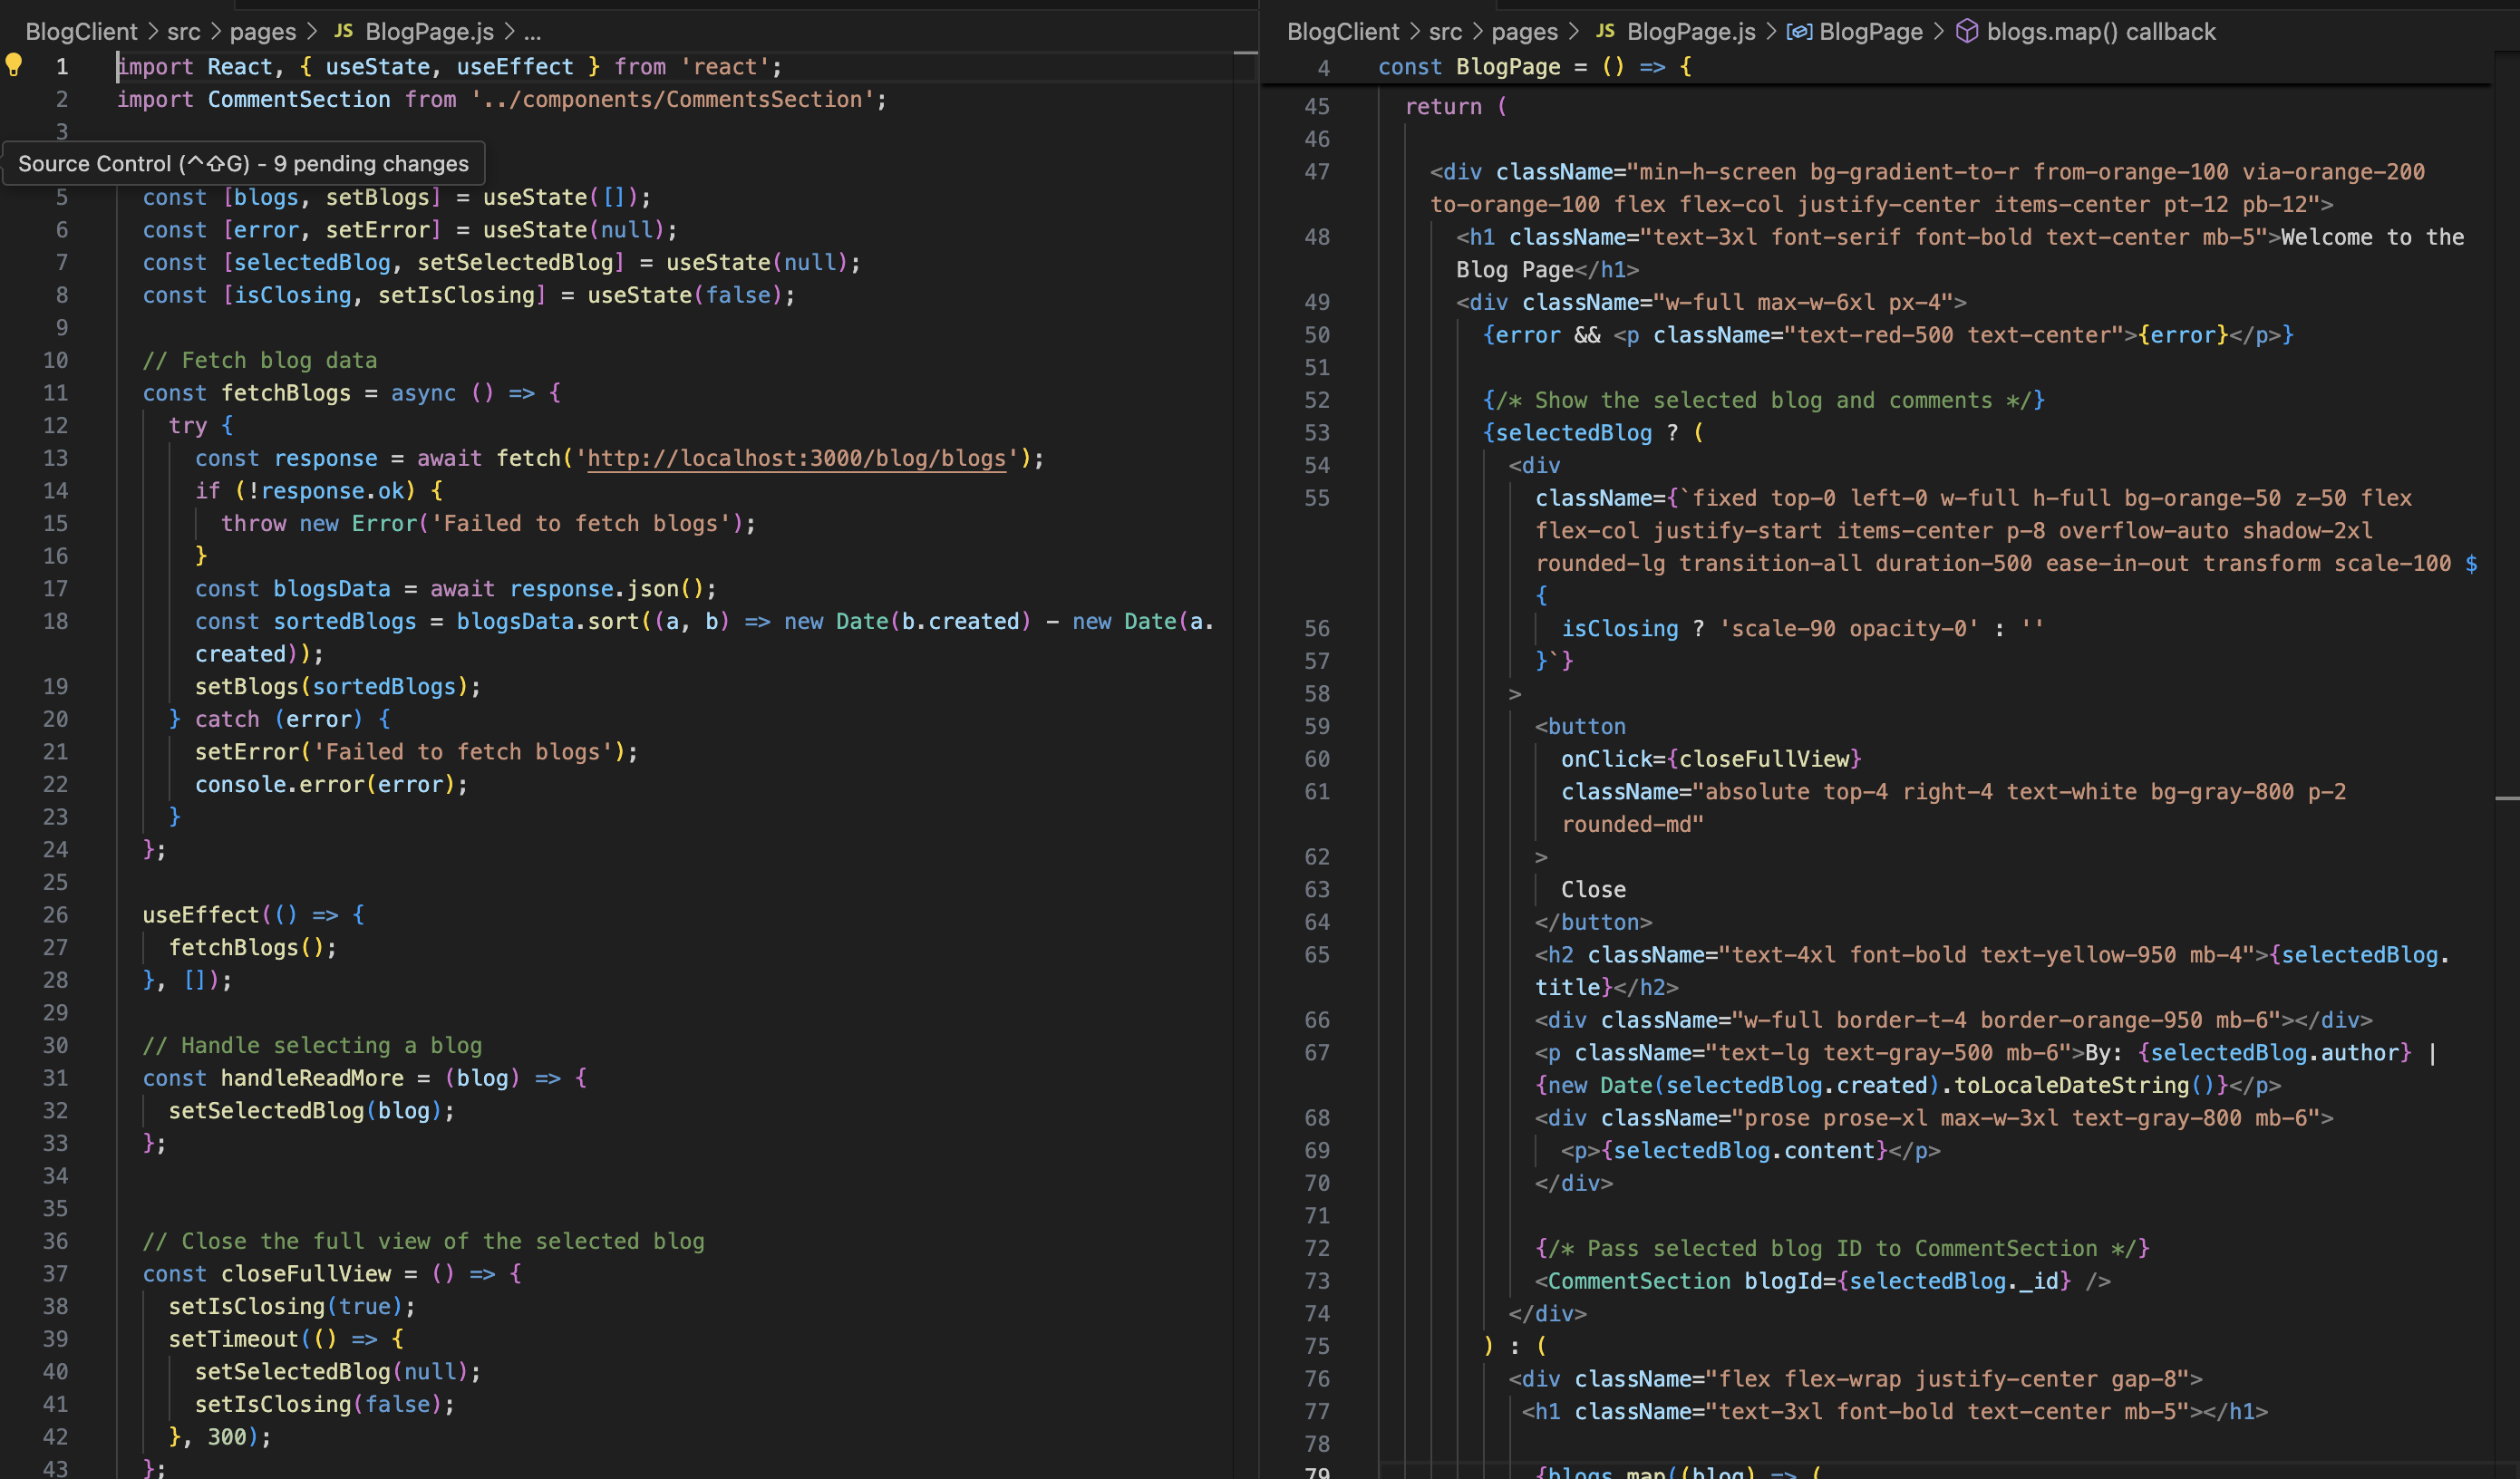 BlogClient > src > pages > JS BlogPage.js > ...
1 import React, { useState, useEffect } from 'react';
2 import CommentSection from '../components/CommentsSection';
3
Source Control (^⇧G) - 9 pending changes
5 const [blogs, setBlogs] = useState([]);
6 const [error, setError] = useState(null);
7 const [selectedBlog, setSelectedBlog] = useState(null);
8 const [isClosing, setIsClosing] = useState(false);
9
10 // Fetch blog data
11 const fetchBlogs = async () => {
12 try {
13 const response = await fetch('http://localhost:3000/blog/blogs');
14 if (!response.ok) {
15 throw new Error('Failed to fetch blogs');
16 }
17 const blogsData = await response.json();
18 const sortedBlogs = blogsData.sort((a, b) => new Date(b.created) - new Date(a.
created));
19 setBlogs(sortedBlogs);
20 } catch (error) {
21 setError('Failed to fetch blogs');
22 console.error(error);
23 }
24 };
25
26 useEffect(() => {
27 fetchBlogs();
28 }, []);
29
30 // Handle selecting a blog
31 const handleReadMore = (blog) => {
32 setSelectedBlog(blog);
33 };
34
35
36 // Close the full view of the selected blog
37 const closeFullView = () => {
38 setIsClosing(true);
39 setTimeout(() => {
40 setSelectedBlog(null);
41 setIsClosing(false);
42 }, 300);
43 };
BlogClient > src > pages > JS BlogPage.js > BlogPage > blogs.map() callback
4 const BlogPage = () => {
45 return (
46
47 <div className="min-h-screen bg-gradient-to-r from-orange-100 via-orange-200
to-orange-100 flex flex-col justify-center items-center pt-12 pb-12">
48 <h1 className="text-3xl font-serif font-bold text-center mb-5">Welcome to the
Blog Page</h1>
49 <div className="w-full max-w-6xl px-4">
50 {error && <p className="text-red-500 text-center">{error}</p>}
51
52 {/* Show the selected blog and comments */}
53 {selectedBlog ? (
54 <div
55 className={`fixed top-0 left-0 w-full h-full bg-orange-50 z-50 flex
flex-col justify-start items-center p-8 overflow-auto shadow-2xl
rounded-lg transition-all duration-500 ease-in-out transform scale-100 $
{
56 isClosing ? 'scale-90 opacity-0' : ''
57 }`}
58 >
59 <button
60 onClick={closeFullView}
61 className="absolute top-4 right-4 text-white bg-gray-800 p-2
rounded-md"
62 >
63 Close
64 </button>
65 <h2 className="text-4xl font-bold text-yellow-950 mb-4">{selectedBlog.
title}</h2>
66 <div className="w-full border-t-4 border-orange-950 mb-6"></div>
67 <p className="text-lg text-gray-500 mb-6">By: {selectedBlog.author} |
{new Date(selectedBlog.created).toLocaleDateString()}</p>
68 <div className="prose prose-xl max-w-3xl text-gray-800 mb-6">
69 <p>{selectedBlog.content}</p>
70 </div>
71
72 {/* Pass selected blog ID to CommentSection */}
73 <CommentSection blogId={selectedBlog._id} />
74 </div>
75 ) : (
76 <div className="flex flex-wrap justify-center gap-8">
77 <h1 className="text-3xl font-bold text-center mb-5"></h1>
78
79 {blogs.map((blog) => (